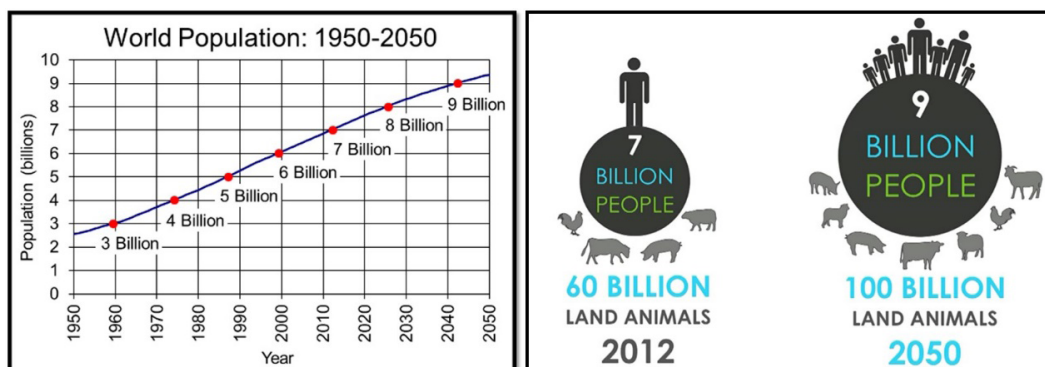 World Population: 1950-2050
Population (billions)
10
9
8
7
6
5
4
3
2
1
0
3 Billion
4 Billion
5 Billion
6 Billion
7 Billion
8 Billion
9 Billion
1950
1960
1970
1980
1990
2000
2010
2020
2030
2040
2050
Year
7
BILLION
PEOPLE
60 BILLION
LAND ANIMALS
2012
9
BILLION
PEOPLE
100 BILLION
LAND ANIMALS
2050